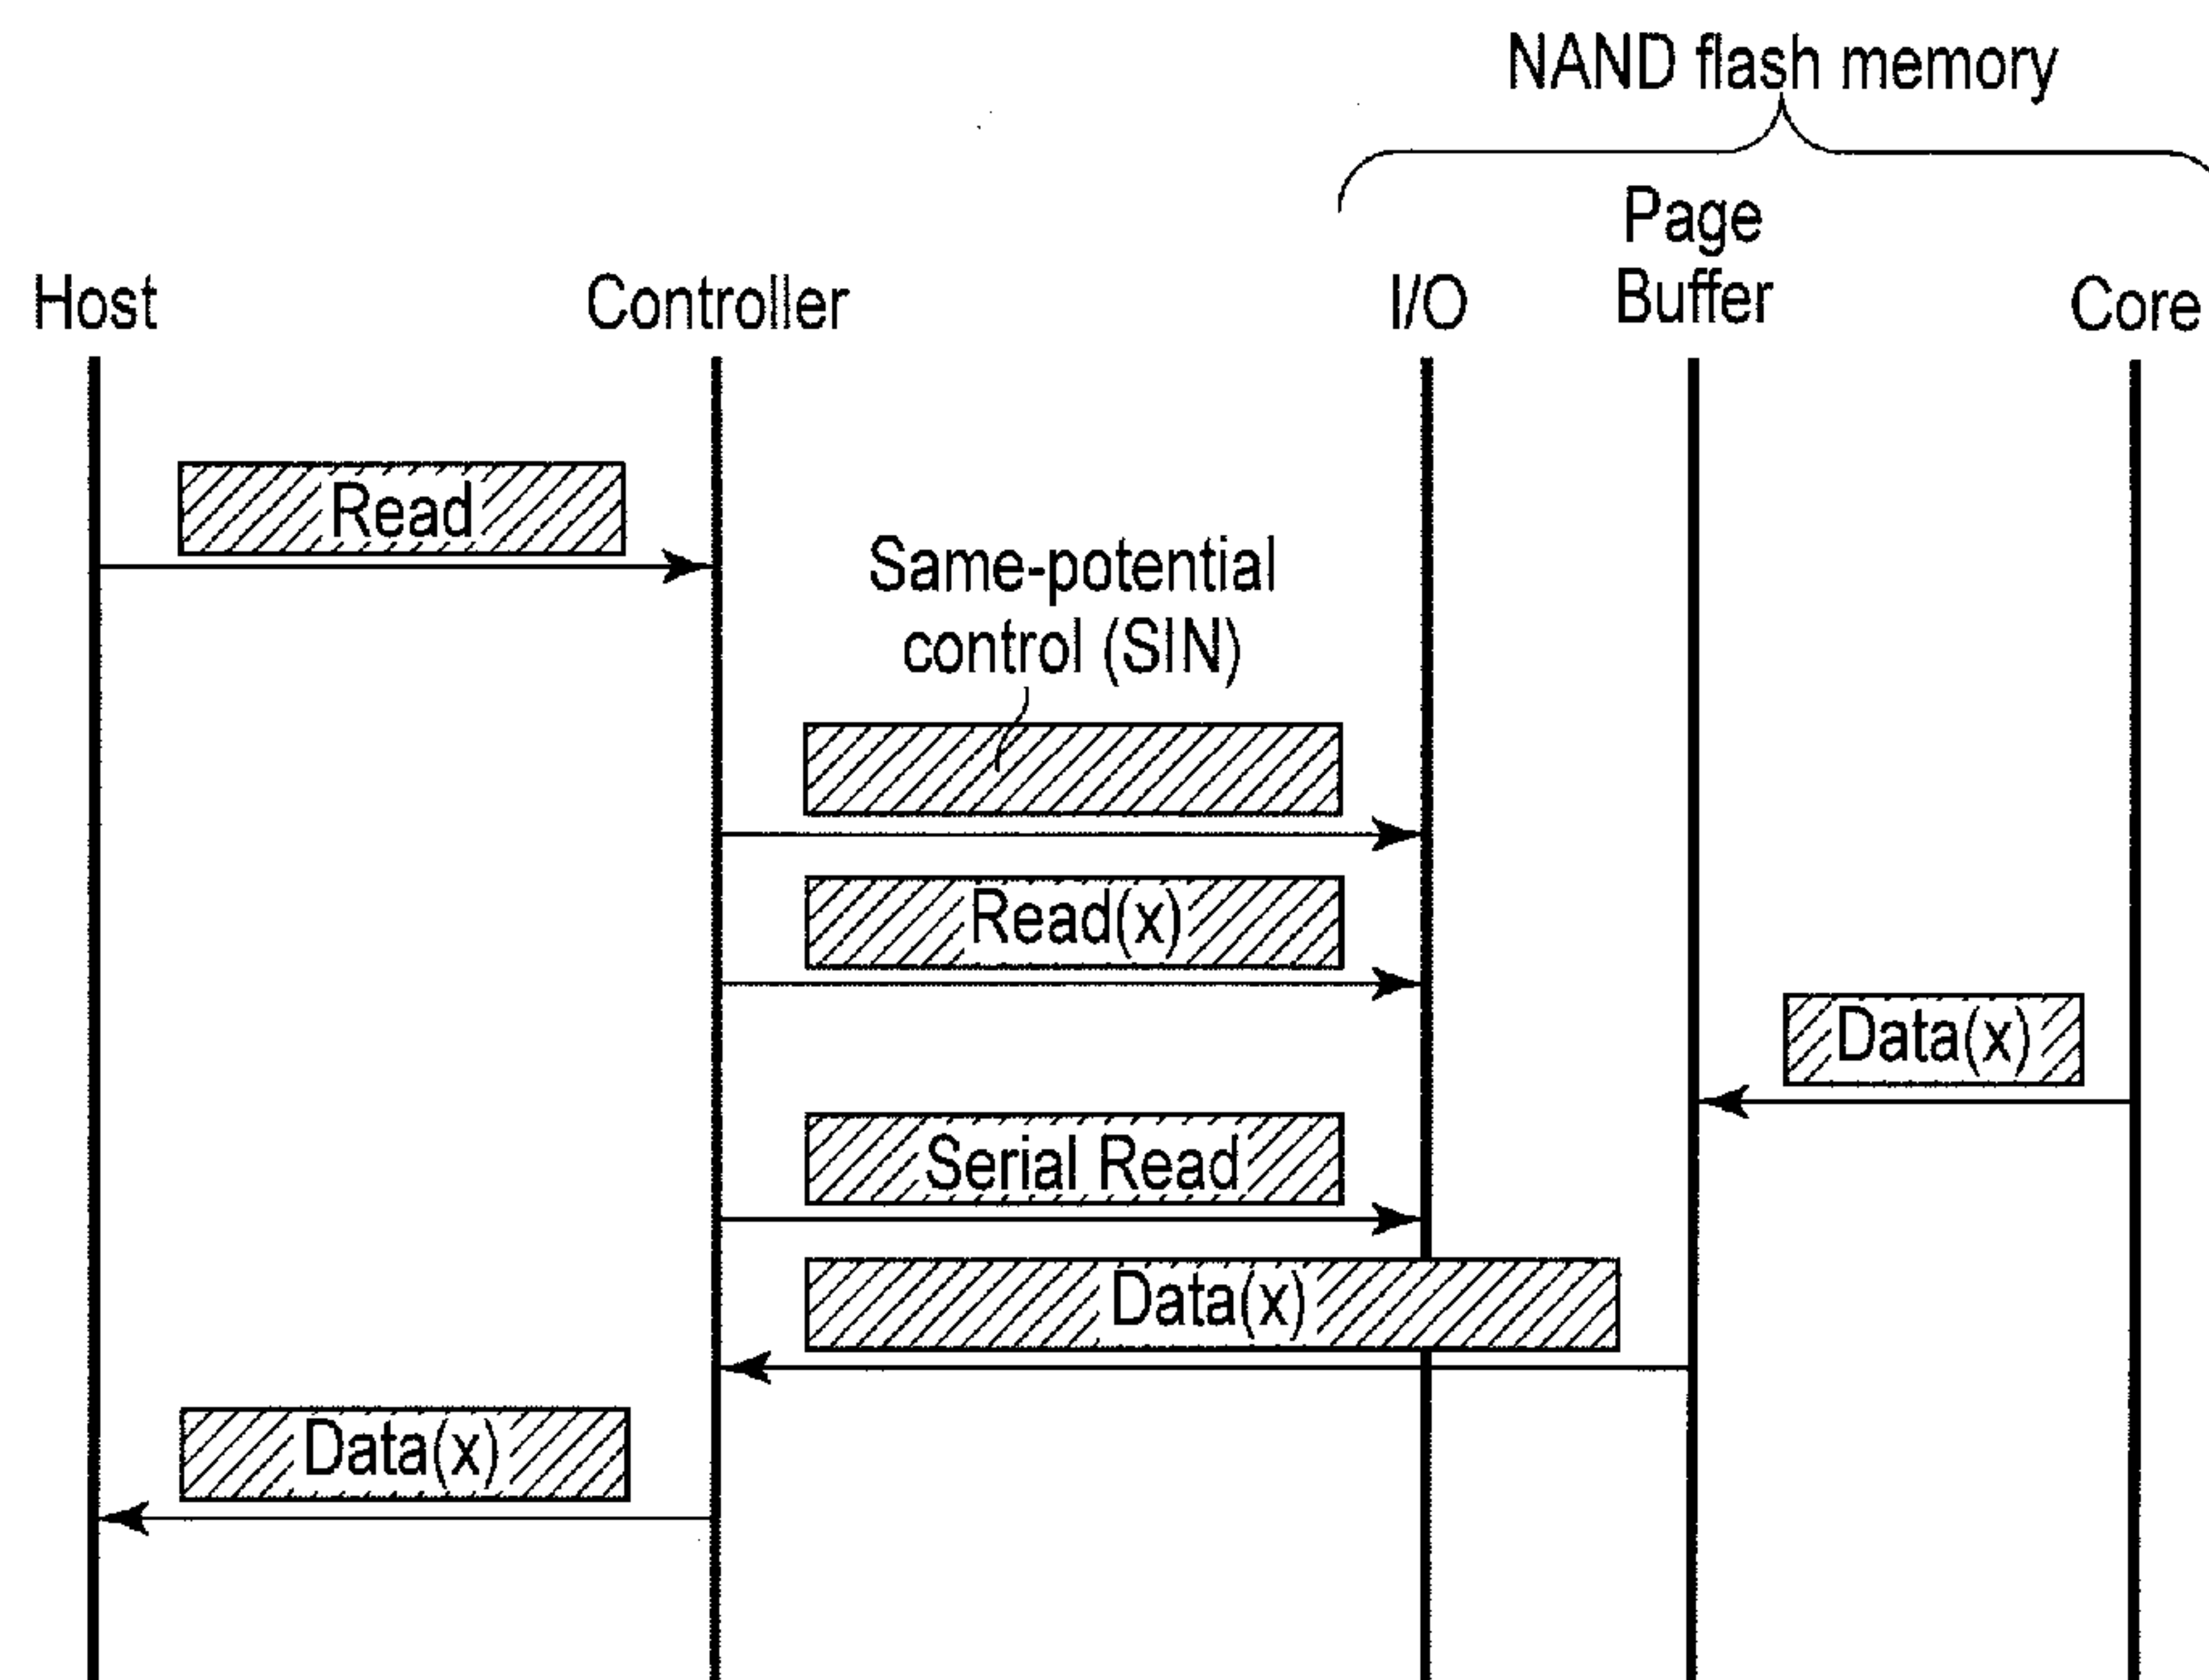 NAND flash memory
Page
Host Controller I/O Buffer Core
Read
Same-potential
control (SIN)
Read(x)
Data(x)
Serial Read
Data(x)
Data(x)